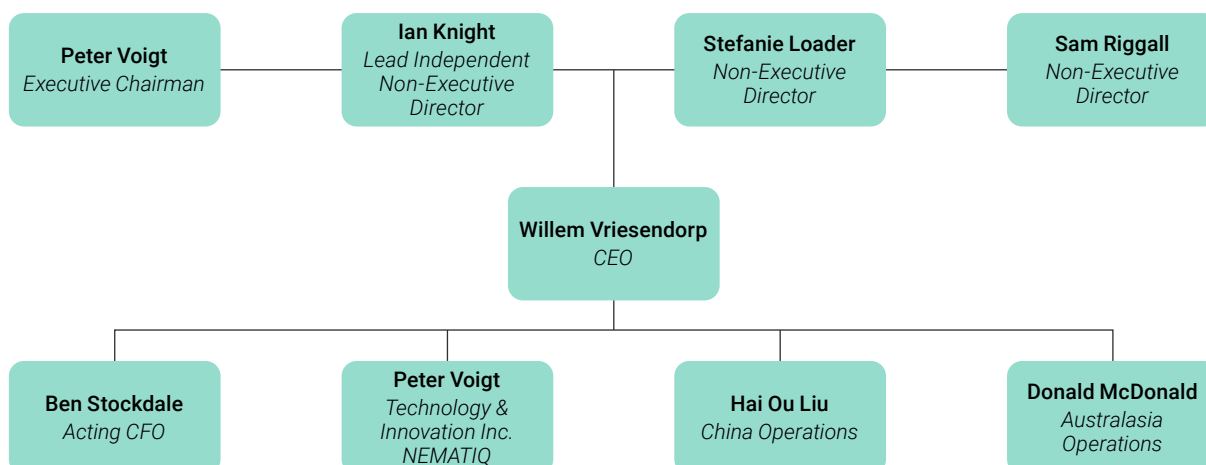 Peter Voigt
Executive Chairman
Ian Knight
Lead Independent
Non-Executive
Director
Stefanie Loader
Non-Executive
Director
Sam Riggall
Non-Executive
Director
Willem Vriesendorp
CEO
Ben Stockdale
Acting CFO
Peter Voigt
Technology &
Innovation Inc.
NEMATIQ
Hai Ou Liu
China Operations
Donald McDonald
Australasia
Operations